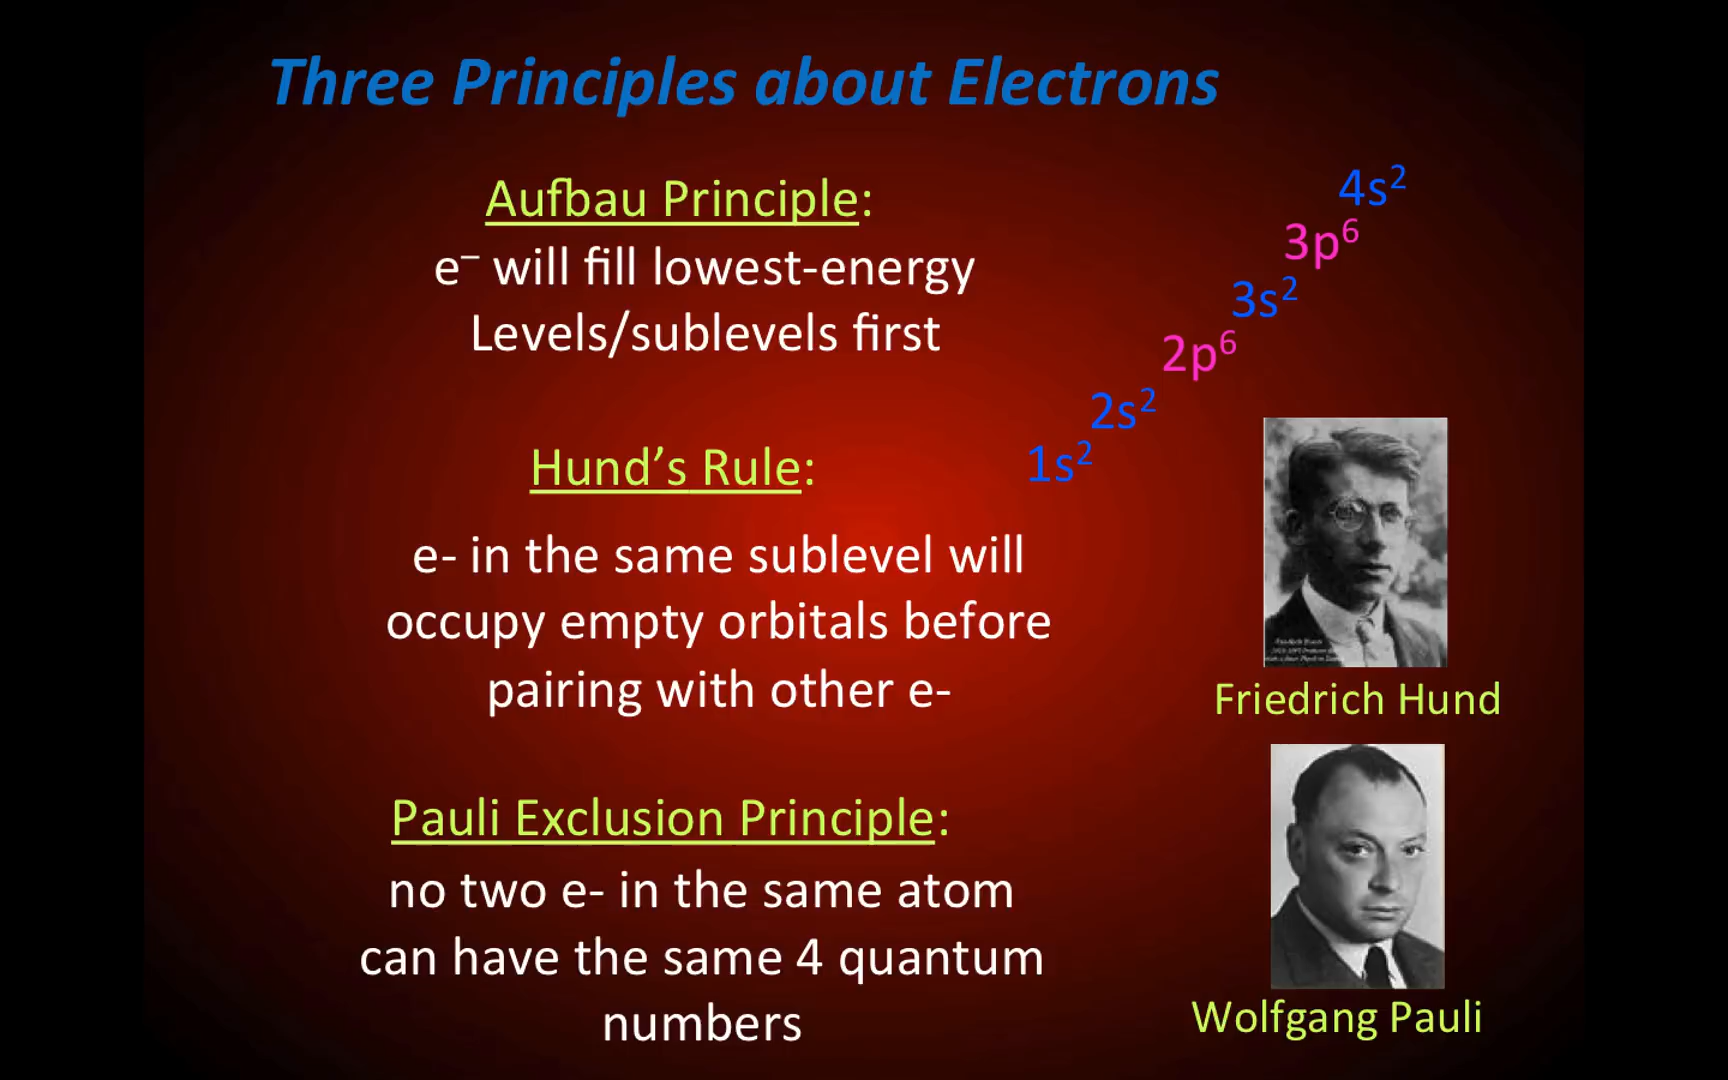 Three Principles about Electrons
Aufbau Principle:
e⁻ will fill lowest-energy
Levels/sublevels first
4s²
3p⁶
3s²
2p⁶
2s²
1s²
Hund’s Rule:
e- in the same sublevel will
occupy empty orbitals before
pairing with other e-
Friedrich Hund
Pauli Exclusion Principle:
no two e- in the same atom
can have the same 4 quantum
numbers
Wolfgang Pauli